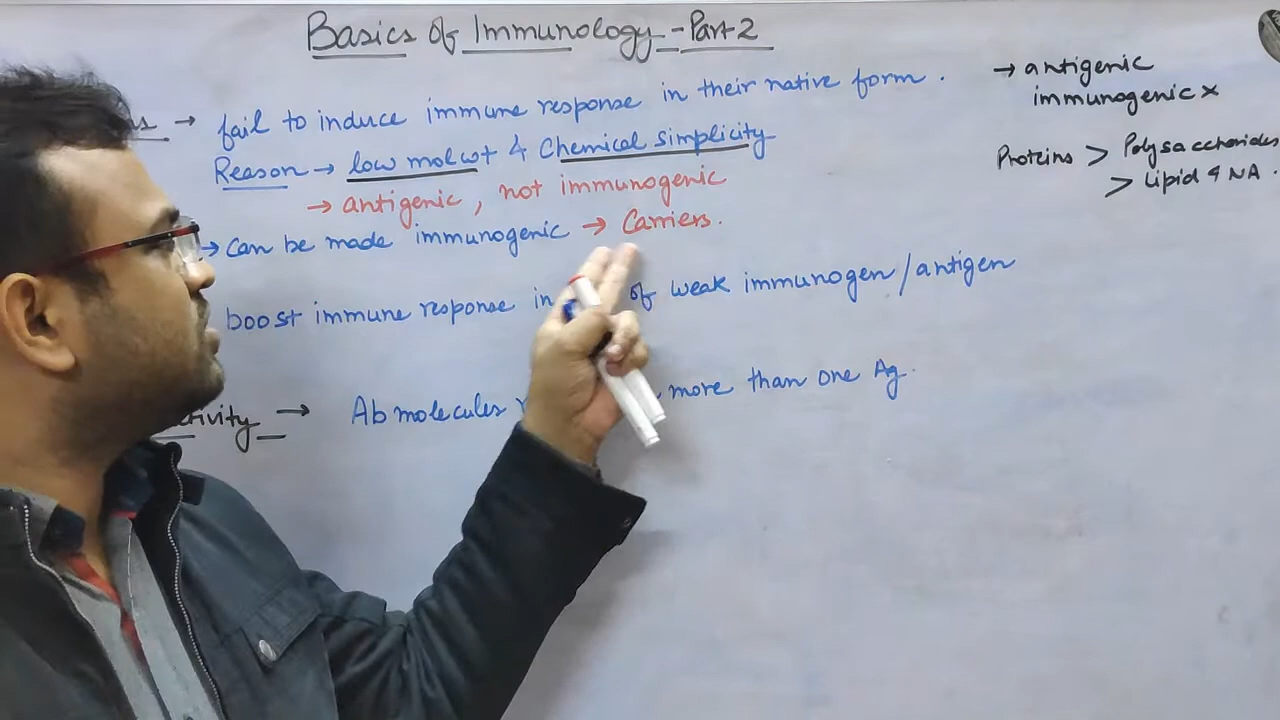 Basics of Immunology - Part 2
→ fail to induce immune response in their native form.
Reason → low mol wt & Chemical simplicity
→ antigenic, not immunogenic
→ can be made immunogenic → Carriers.
boost immune response in of weak immunogen/antigen
→ Ab molecules more than one Ag.
→ antigenic
immunogenic x
Proteins > Polysaccharides
> Lipid & NA.